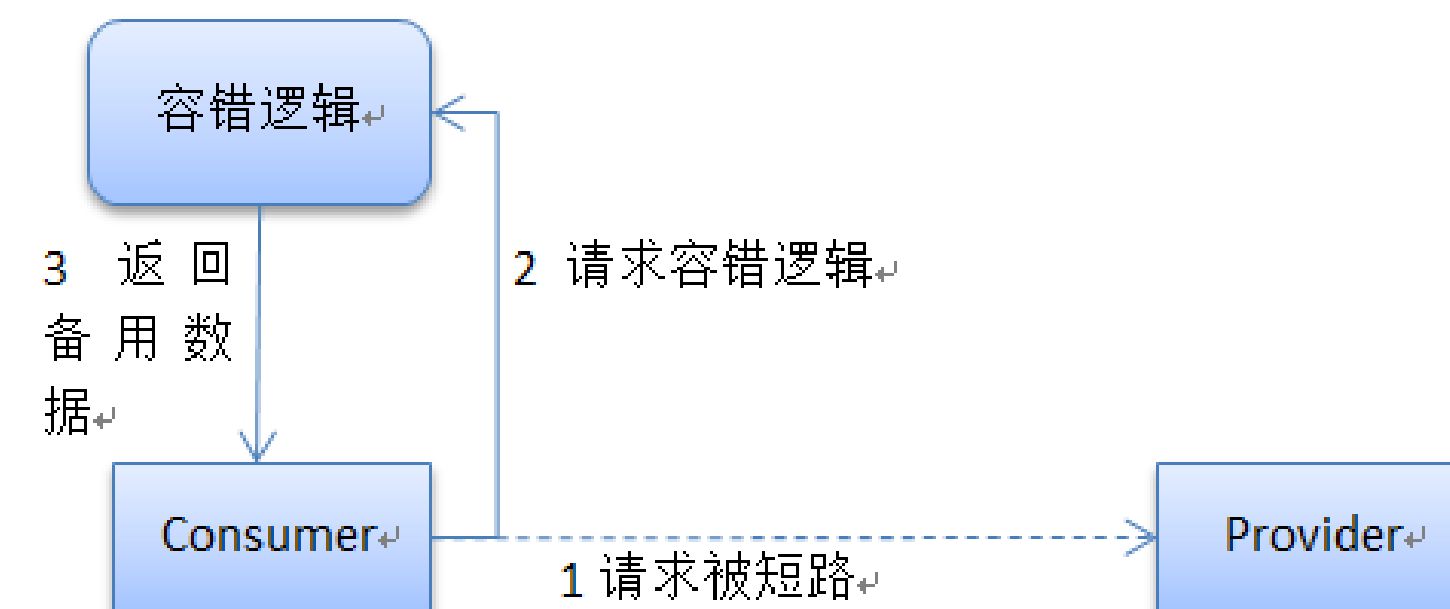 容错逻辑
2 请求容错逻辑
3 返回
备用数
据
Consumer
Provider
1 请求被短路